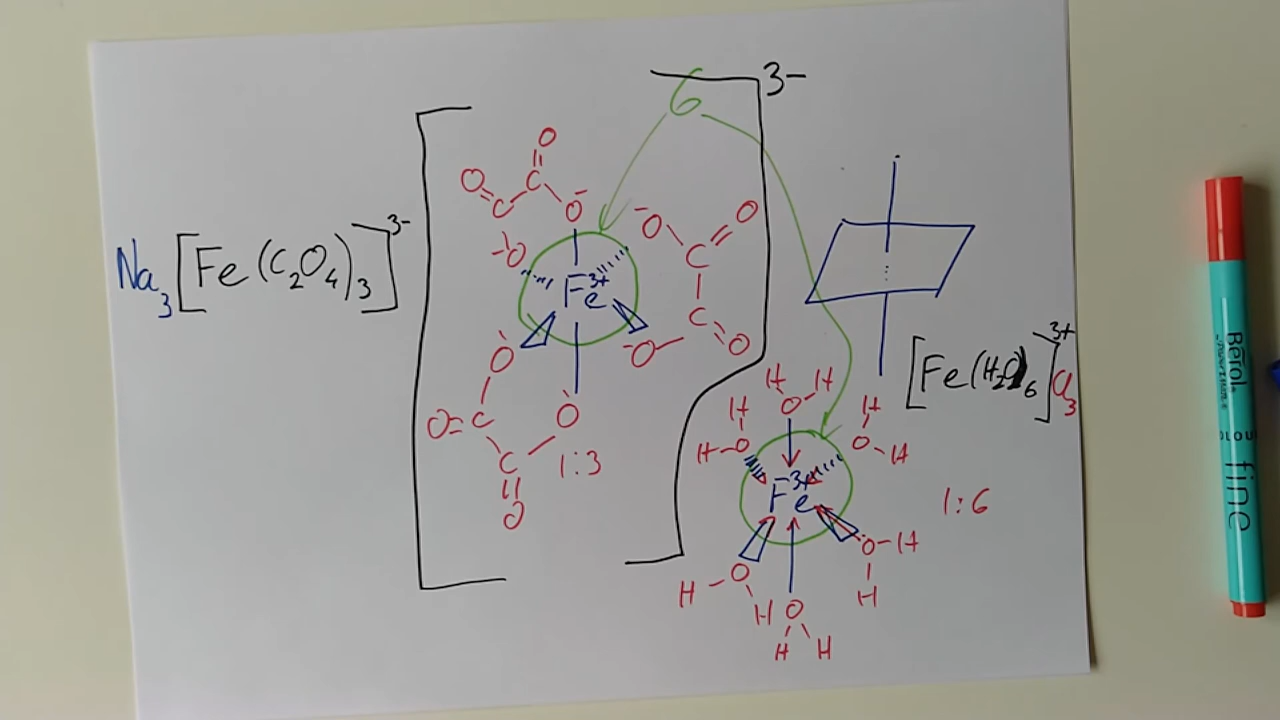 3-
6
Na₃[Fe(C₂O₄)₃]³⁻
O
O=C
C=O
O⁻
⁻O
Fe³⁺
⁻O
C=O
C=O
⁻O
O⁻
O=C
O⁻
C
O
1:3
[Fe(H₂O)₆]³⁺Cl₃
H O H
H
H-O
H
O-H
Fe³⁺
1:6
O-H
H
H-O
H
O
H H
Berol
COLOUR
fine